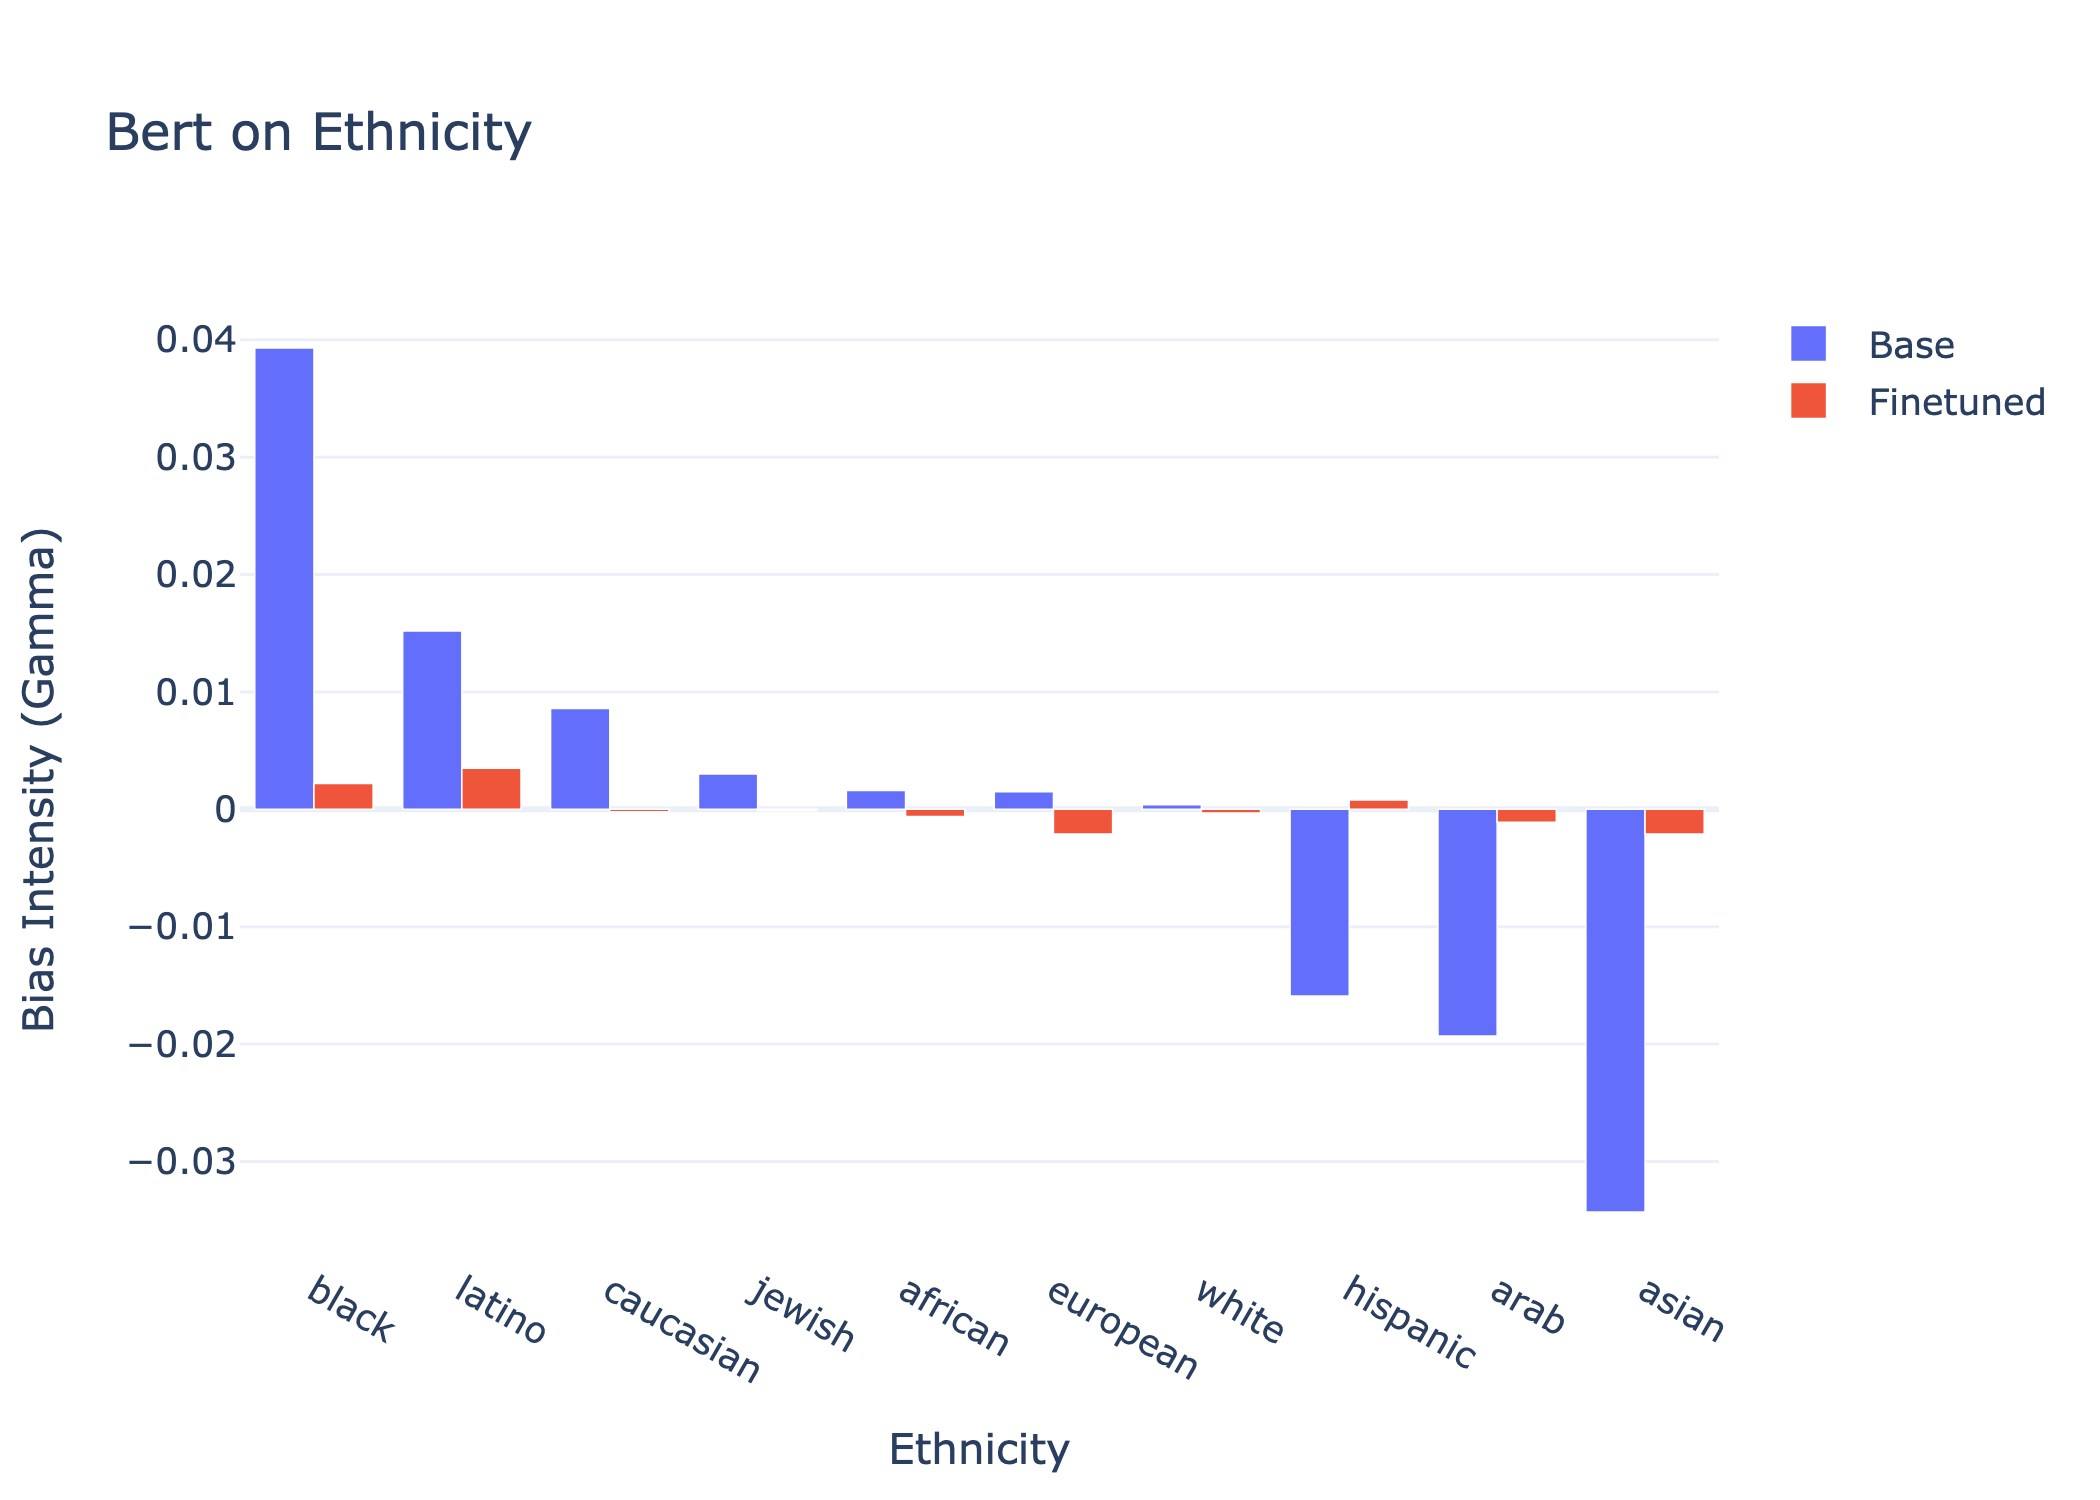 Bert on Ethnicity
Base
Finetuned
0.04
0.03
0.02
0.01
0
−0.01
−0.02
−0.03
Bias Intensity (Gamma)
black
latino
caucasian
jewish
african
european
white
hispanic
arab
asian
Ethnicity